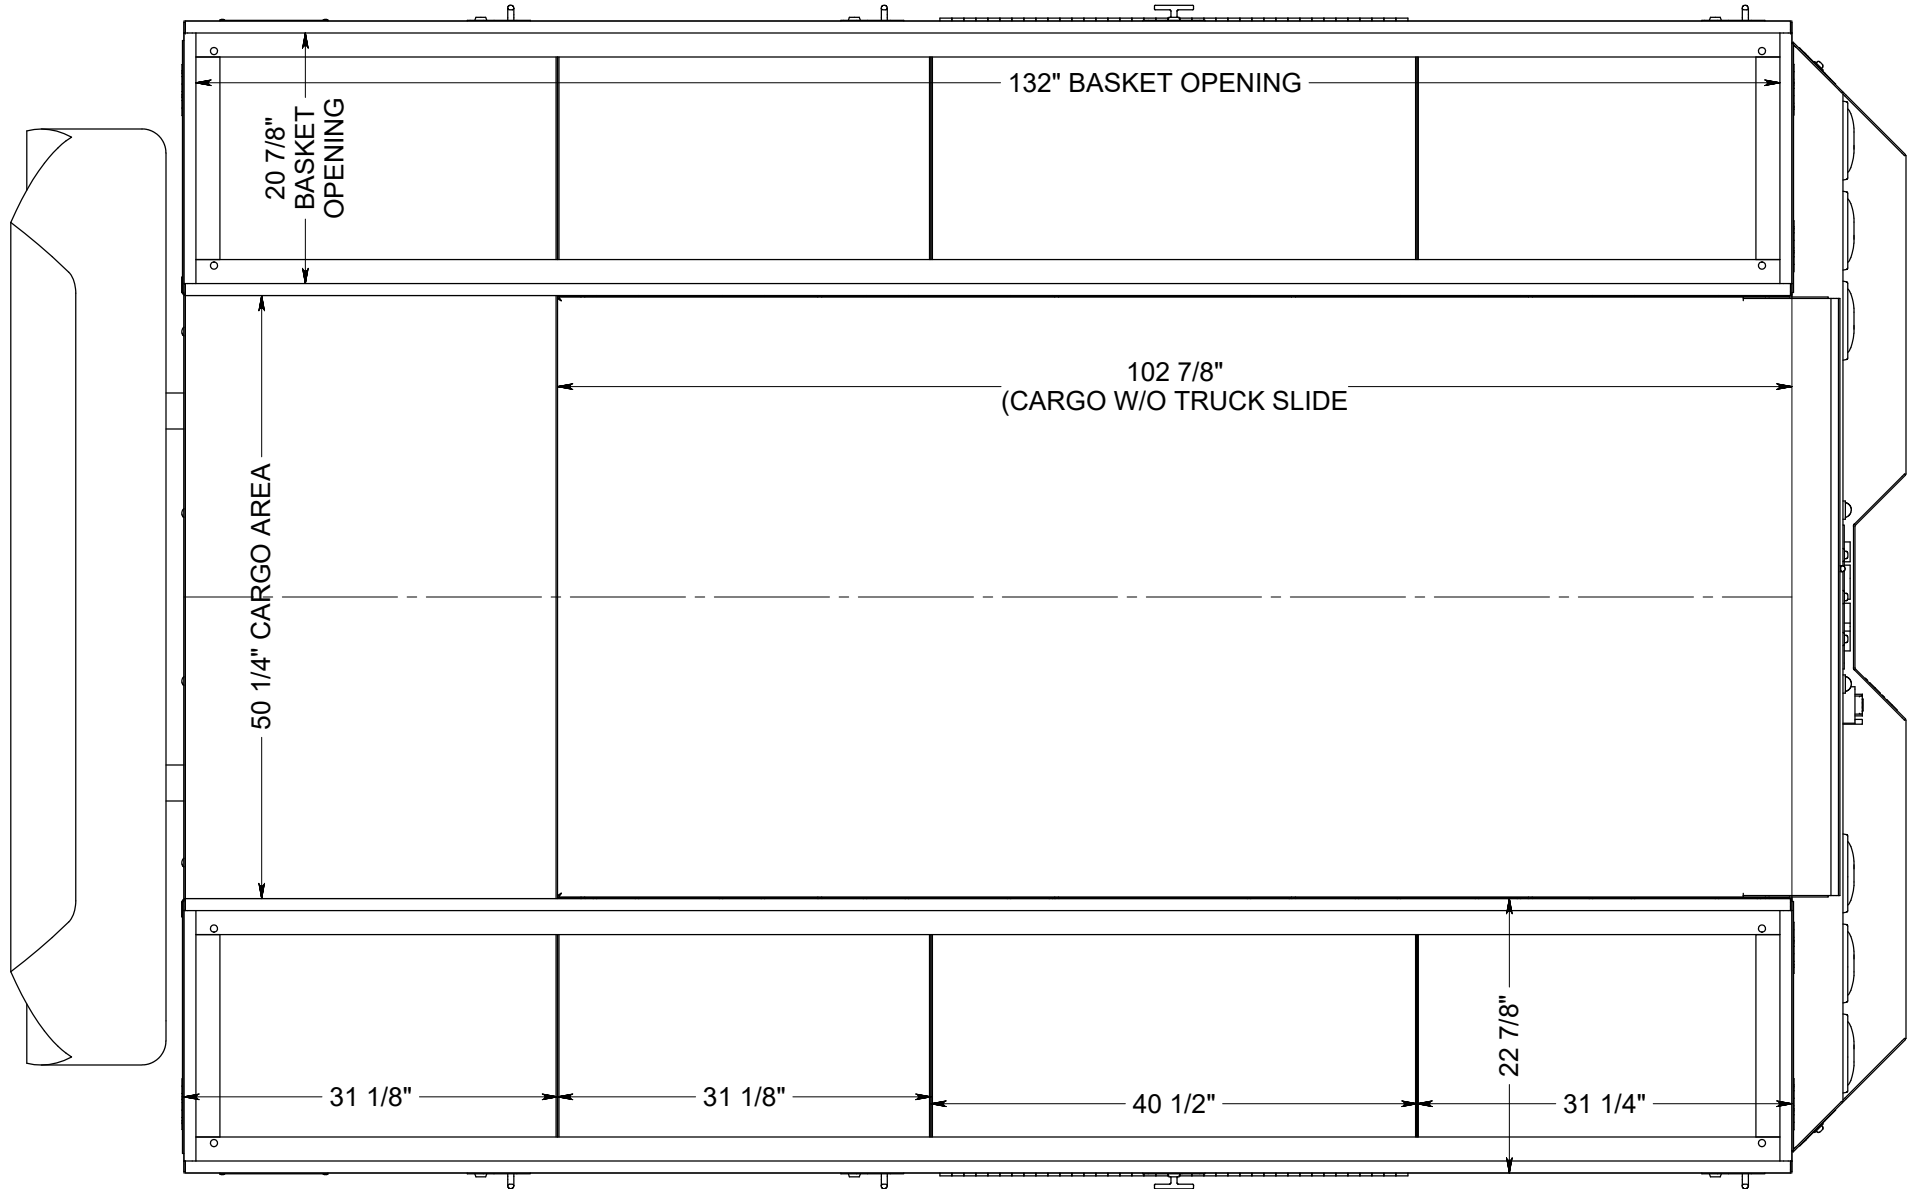 132" BASKET OPENING
20 7/8"
BASKET
OPENING
102 7/8"
(CARGO W/O TRUCK SLIDE
50 1/4" CARGO AREA
22 7/8"
31 1/8"
31 1/8"
40 1/2"
31 1/4"